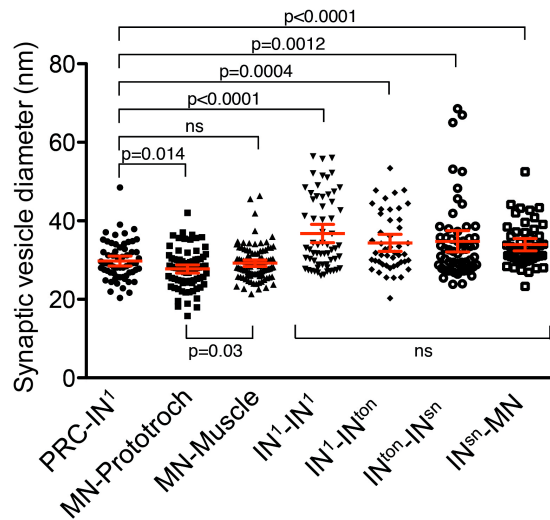 p<0.0001
p=0.0012
p=0.0004
p<0.0001
ns
p=0.014
80
60
40
20
0
Synaptic vesicle diameter (nm)
p=0.03
ns
PRC-IN¹
MN-Prototroch
MN-Muscle
IN¹-IN¹
IN¹-INᵗᵒⁿ
INᵗᵒⁿ-INˢⁿ
INˢⁿ-MN